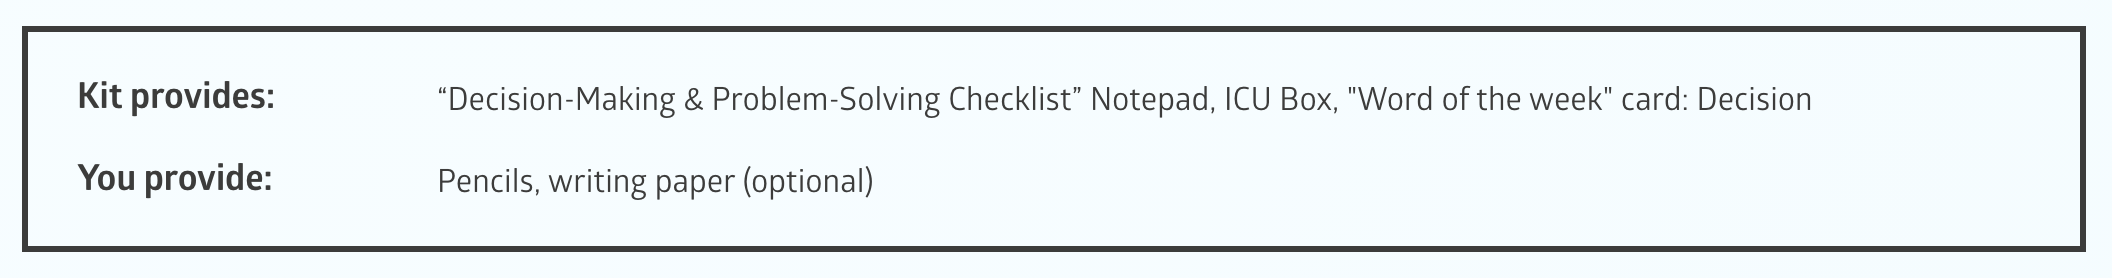 Kit provides: “Decision-Making & Problem-Solving Checklist” Notepad, ICU Box, "Word of the week" card: Decision
You provide: Pencils, writing paper (optional)